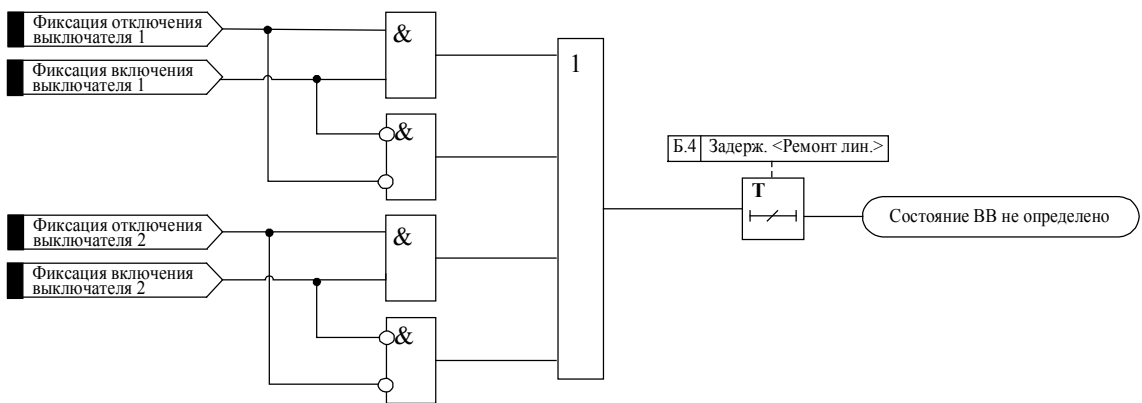 Фиксация отключения
выключателя 1
&
Фиксация включения
выключателя 1
&
1
Б.4 Задерж. <Ремонт лин.>
Т
Состояние ВВ не определено
Фиксация отключения
выключателя 2
&
Фиксация включения
выключателя 2
&